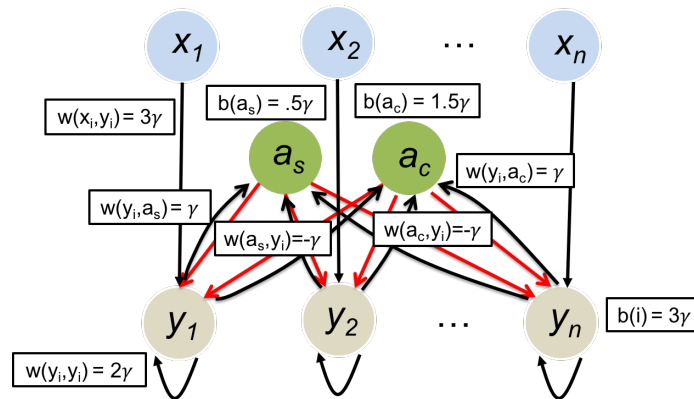 x1 x2 ... xn
b(as) = .5γ b(ac) = 1.5γ
w(xi,yi) = 3γ
as ac
w(yi,ac)= γ
w(yi,as)= γ
w(as,yi)=-γ w(ac,yi)=-γ
y1 y2 ... yn
b(i) = 3γ
w(yi,yi) = 2γ